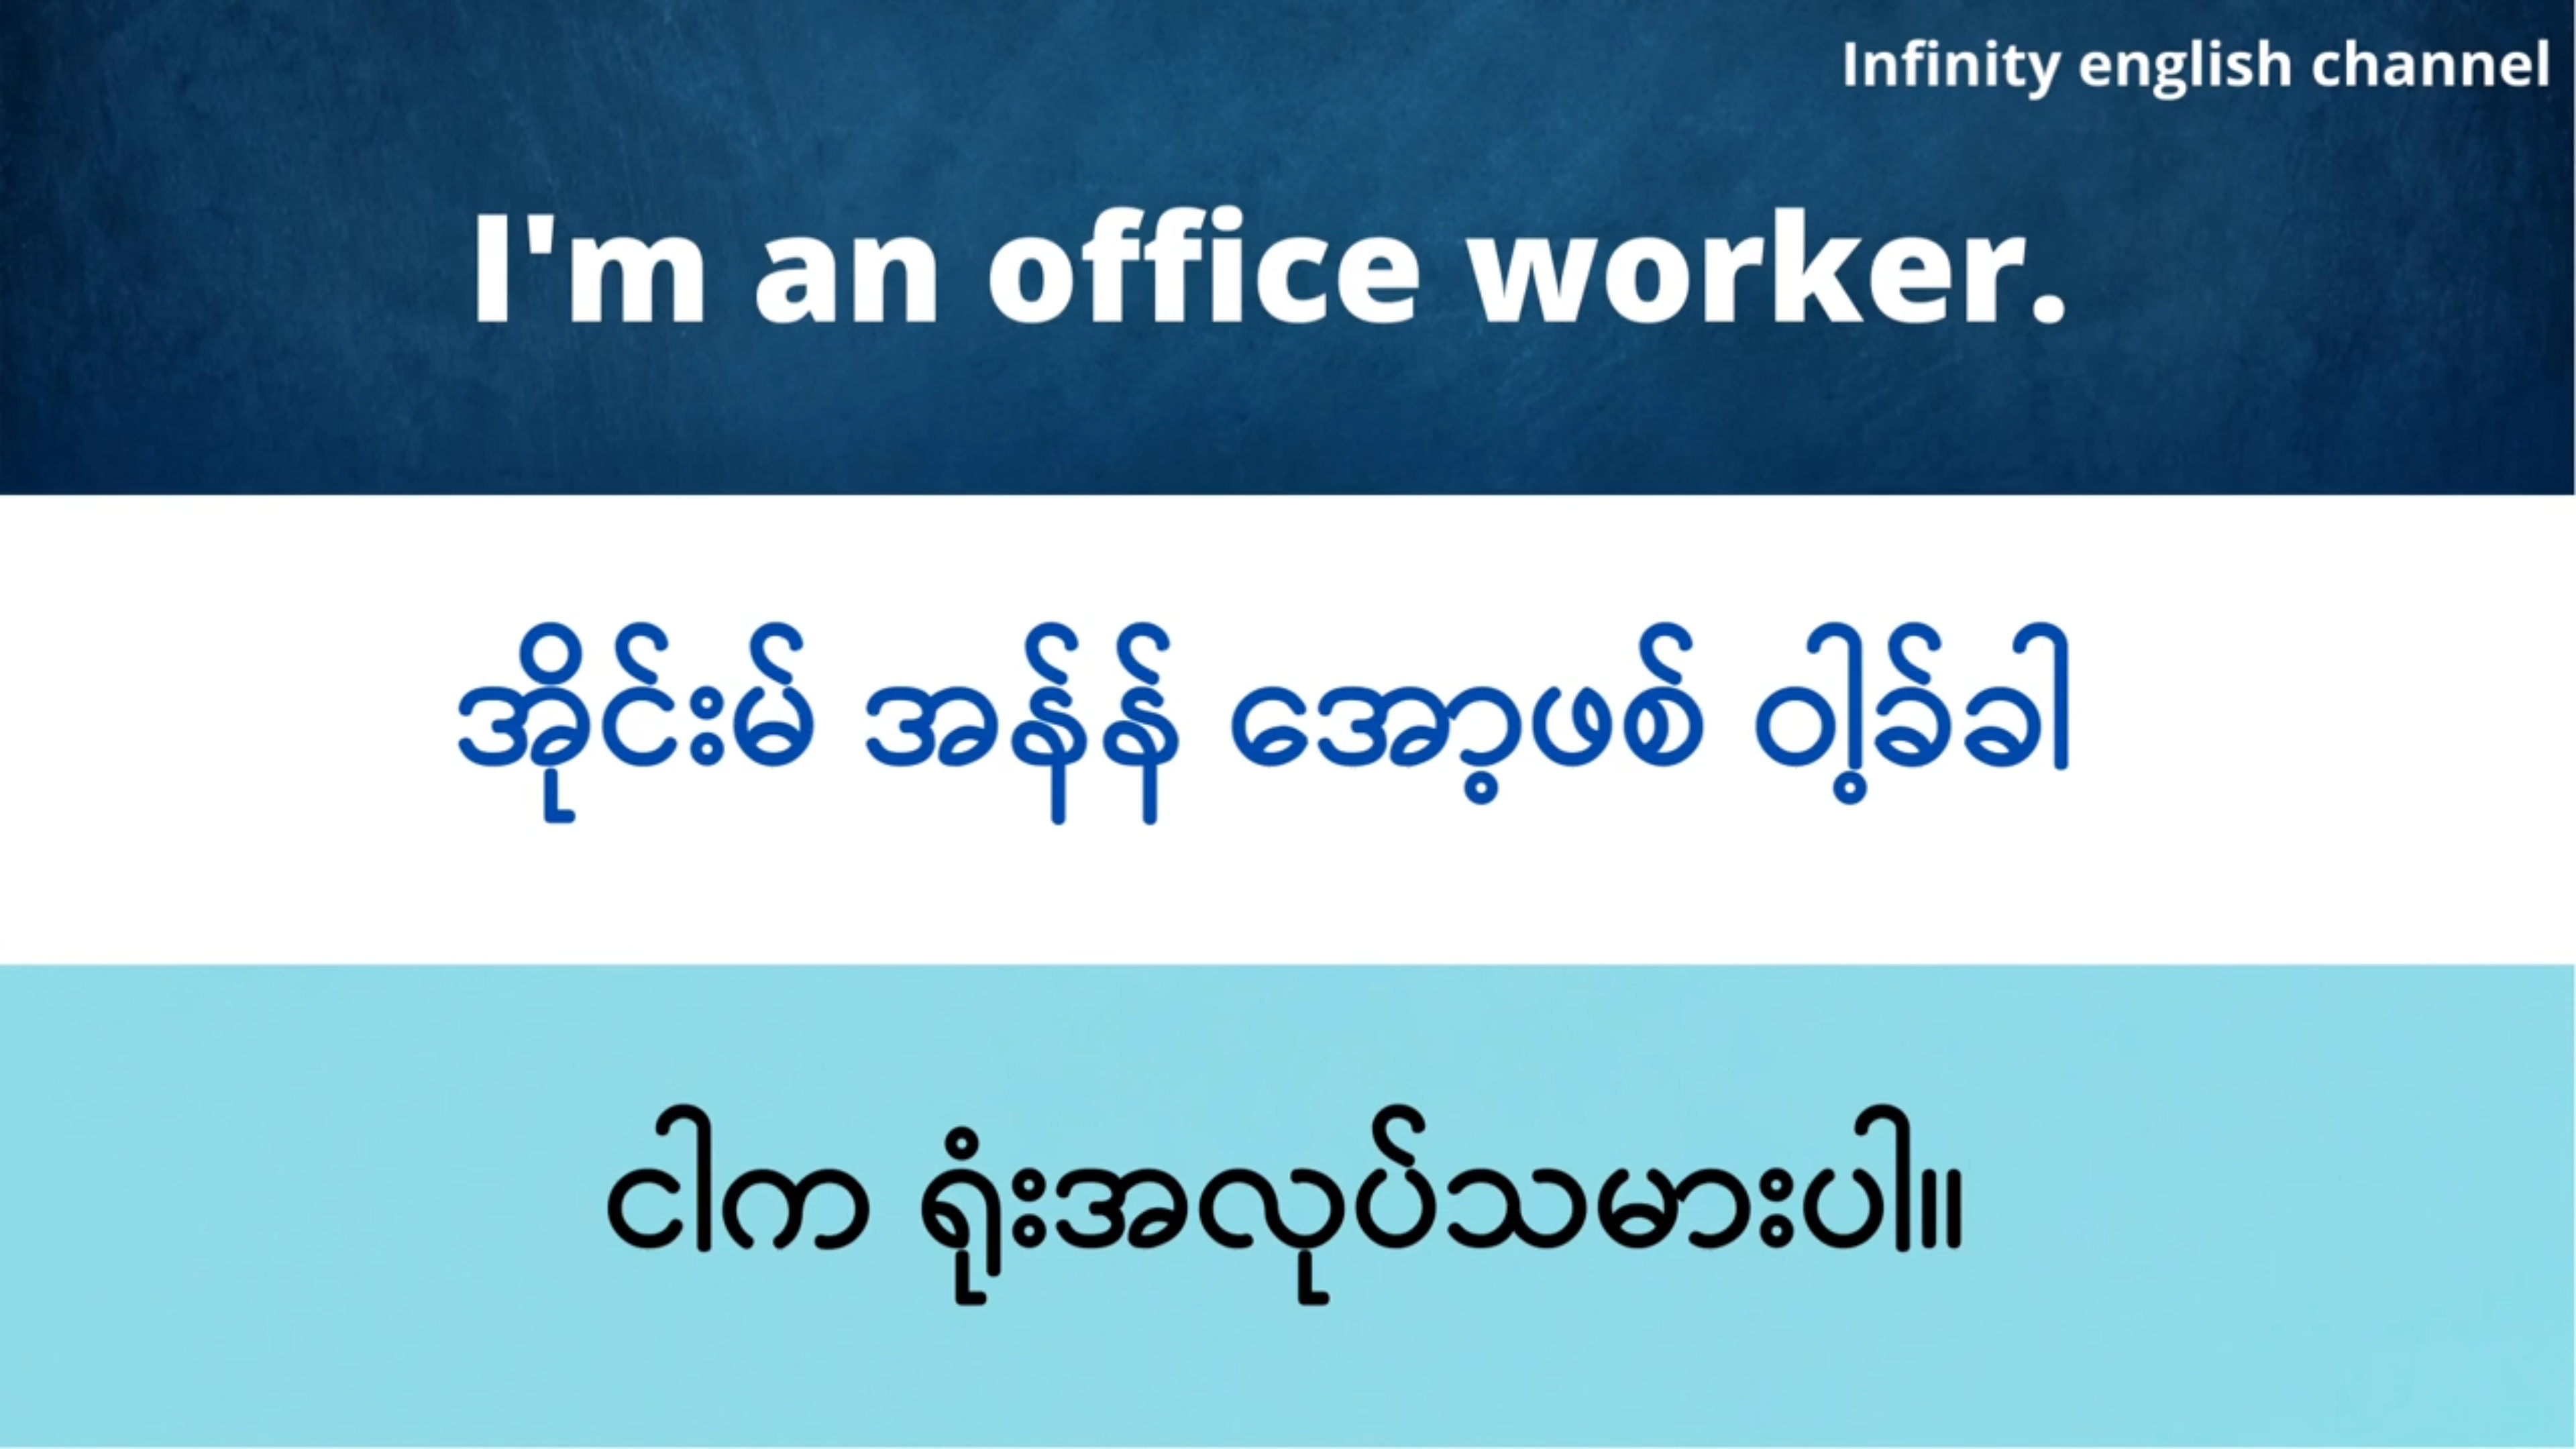 Infinity english channel
I'm an office worker.
အိုင်းမ် အန်န် အော့ဖစ် ဝါ့ခ်ခါ
ငါက ရုံးအလုပ်သမားပါ။